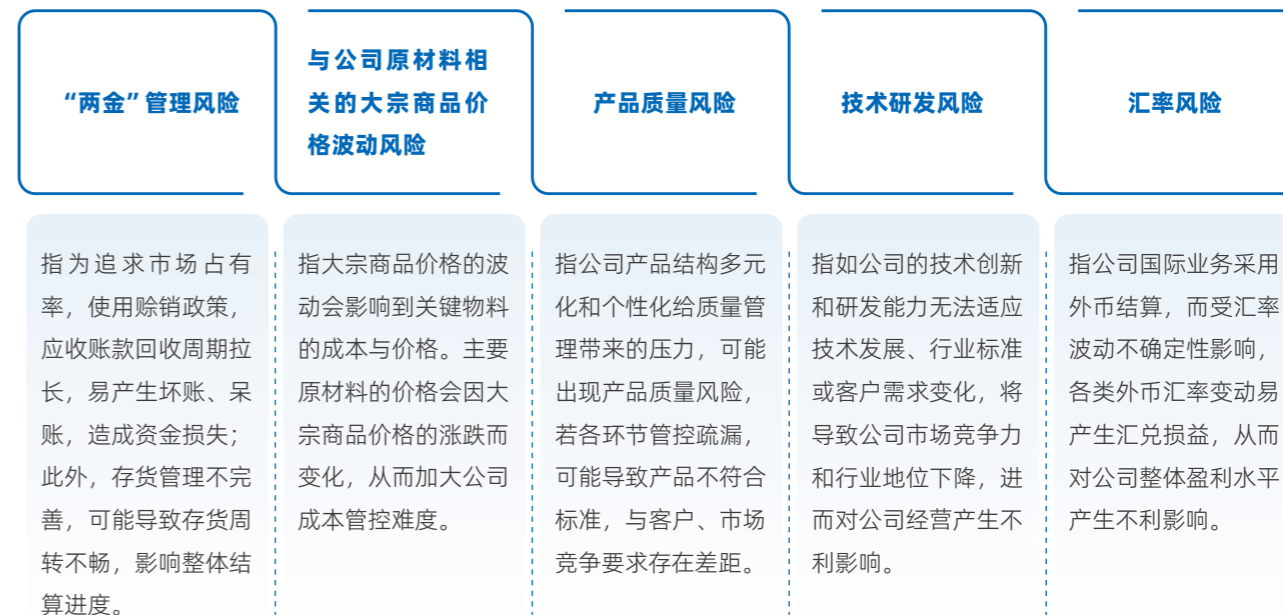 “两金”管理风险
与公司原材料相
关的大宗商品价
格波动风险
产品质量风险
技术研发风险
汇率风险
指为追求市场占有
率，使用赊销政策，
应收账款回收周期拉
长，易产生坏账、呆
账，造成资金损失；
此外，存货管理不完
善，可能导致存货周
转不畅，影响整体结
算进度。
指大宗商品价格的波
动会影响到关键物料
的成本与价格。主要
原材料的价格会因大
宗商品价格的涨跌而
变化，从而加大公司
成本管控难度。
指公司产品结构多元
化和个性化给质量管
理带来的压力，可能
出现产品质量风险，
若各环节管控疏漏，
可能导致产品不符合
标准，与客户、市场
竞争要求存在差距。
指如公司的技术创新
和研发能力无法适应
技术发展、行业标准
或客户需求变化，将
导致公司市场竞争力
和行业地位下降，进
而对公司经营产生不
利影响。
指公司国际业务采用
外币结算，而受汇率
波动不确定性影响，
各类外币汇率变动易
产生汇兑损益，从而
对公司整体盈利水平
产生不利影响。